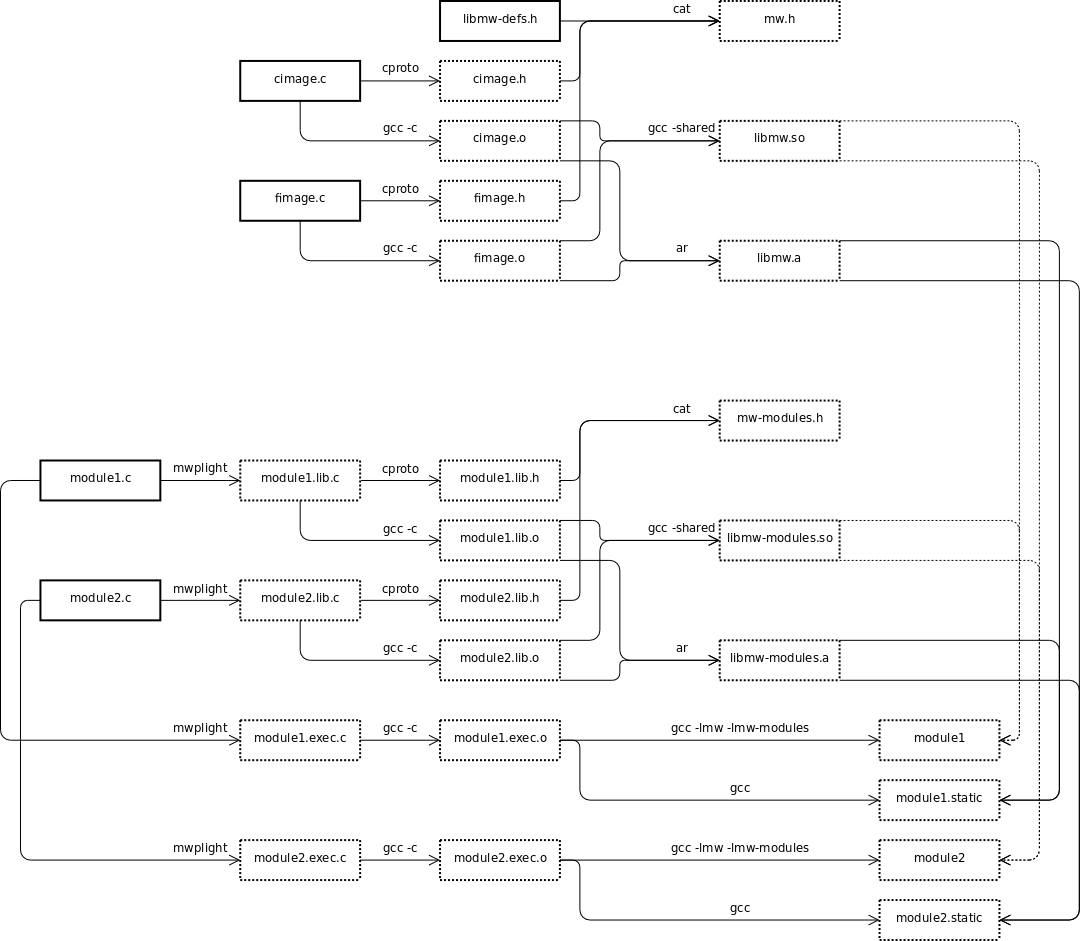 libmw-defs.h
cat
mw.h
cimage.c
cproto
cimage.h
gcc -c
cimage.o
gcc -shared
libmw.so
fimage.c
cproto
fimage.h
gcc -c
fimage.o
ar
libmw.a
cat
mw-modules.h
module1.c
mwplight
module1.lib.c
cproto
module1.lib.h
gcc -c
module1.lib.o
gcc -shared
libmw-modules.so
module2.c
mwplight
module2.lib.c
cproto
module2.lib.h
gcc -c
module2.lib.o
ar
libmw-modules.a
mwplight
module1.exec.c
gcc -c
module1.exec.o
gcc -lmw -lmw-modules
module1
gcc
module1.static
mwplight
module2.exec.c
gcc -c
module2.exec.o
gcc -lmw -lmw-modules
module2
gcc
module2.static